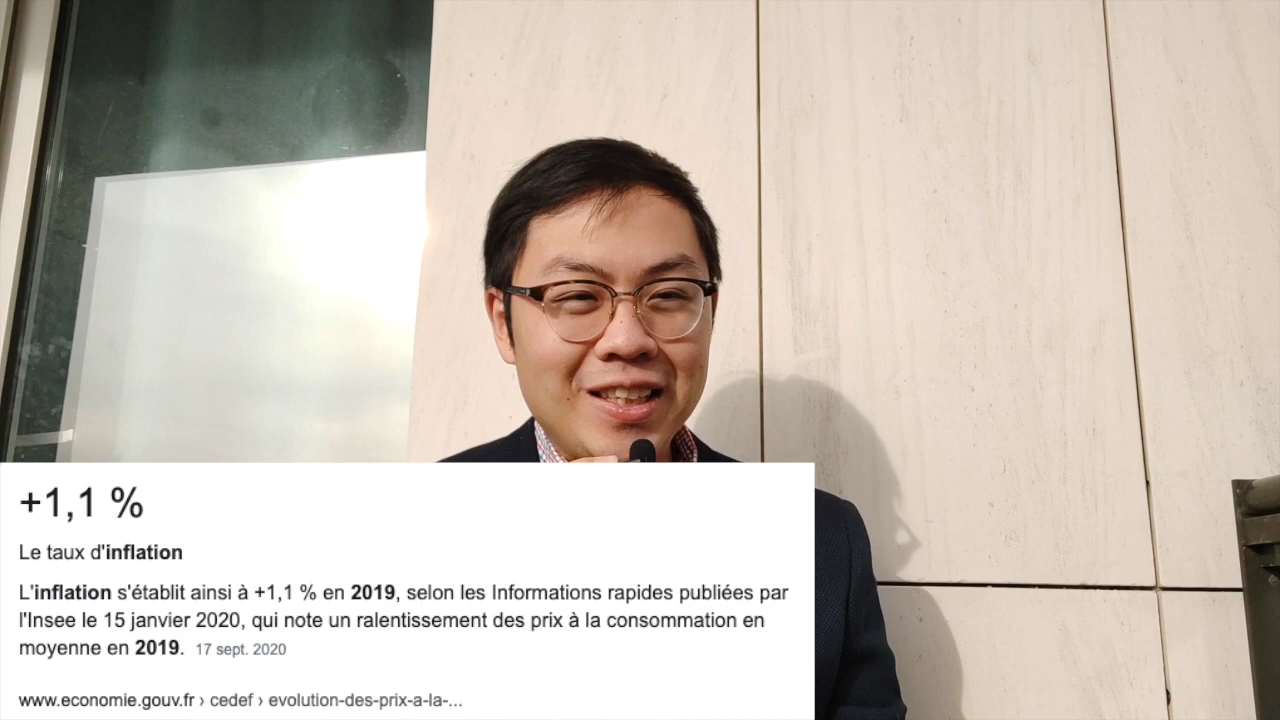 +1,1 %
Le taux d'inflation
L'inflation s'établit ainsi à +1,1 % en 2019, selon les Informations rapides publiées par
l'Insee le 15 janvier 2020, qui note un ralentissement des prix à la consommation en
moyenne en 2019. 17 sept. 2020
www.economie.gouv.fr › cedef › evolution-des-prix-a-la-...